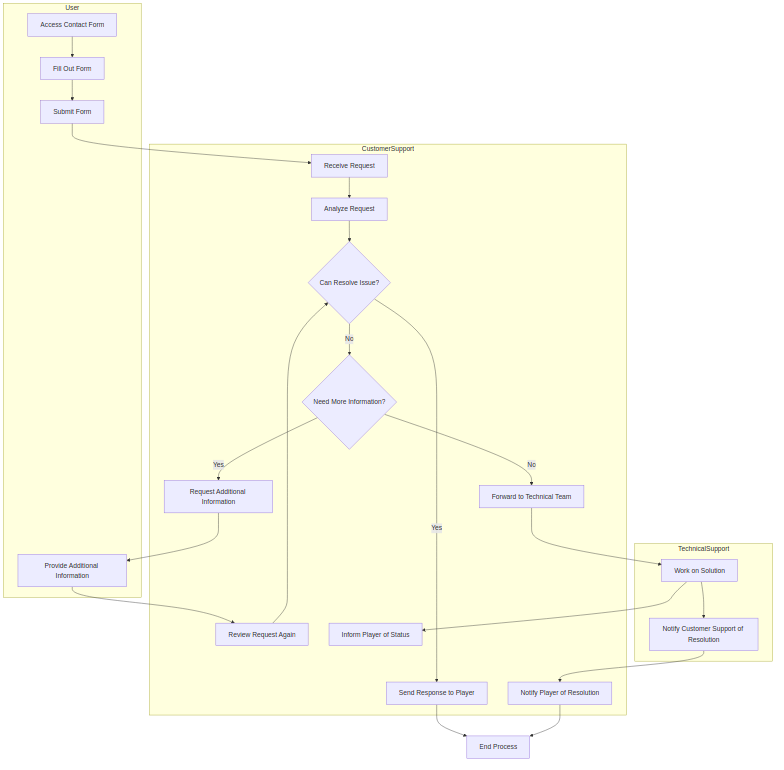 User
Access Contact Form
Fill Out Form
Submit Form
CustomerSupport
Receive Request
Analyze Request
Can Resolve Issue?
No
Need More Information?
Yes
No
Request Additional
Information
Forward to Technical Team
Yes
TechnicalSupport
Provide Additional
Information
Work on Solution
Review Request Again
Inform Player of Status
Notify Customer Support of
Resolution
Send Response to Player
Notify Player of Resolution
End Process